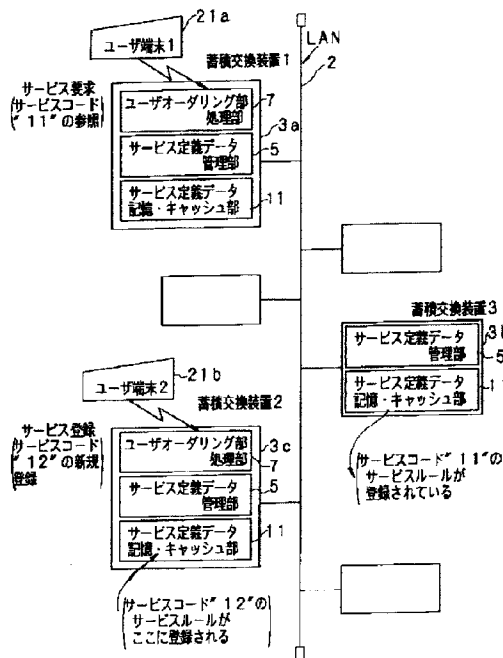 21a
ユーザ端末1
LAN
2
蓄積交換装置1
サービス要求
(サービスコード
"11"の参照)
ユーザオーダリング部
処理部
7
3a
サービス定義データ
管理部
5
サービス定義データ
記憶・キャッシュ部
11
蓄積交換装置3
サービス定義データ
管理部
5
サービス定義データ
記憶・キャッシュ部
サービスコード"11"の
サービスルールが
登録されている
21b
ユーザ端末2
蓄積交換装置2
サービス登録
(サービスコード
"12"の新規
登録)
ユーザオーダリング部
処理部
3c
7
サービス定義データ
管理部
5
サービス定義データ
記憶・キャッシュ部
11
サービスコード"12"の
サービスルールが
ここに登録される